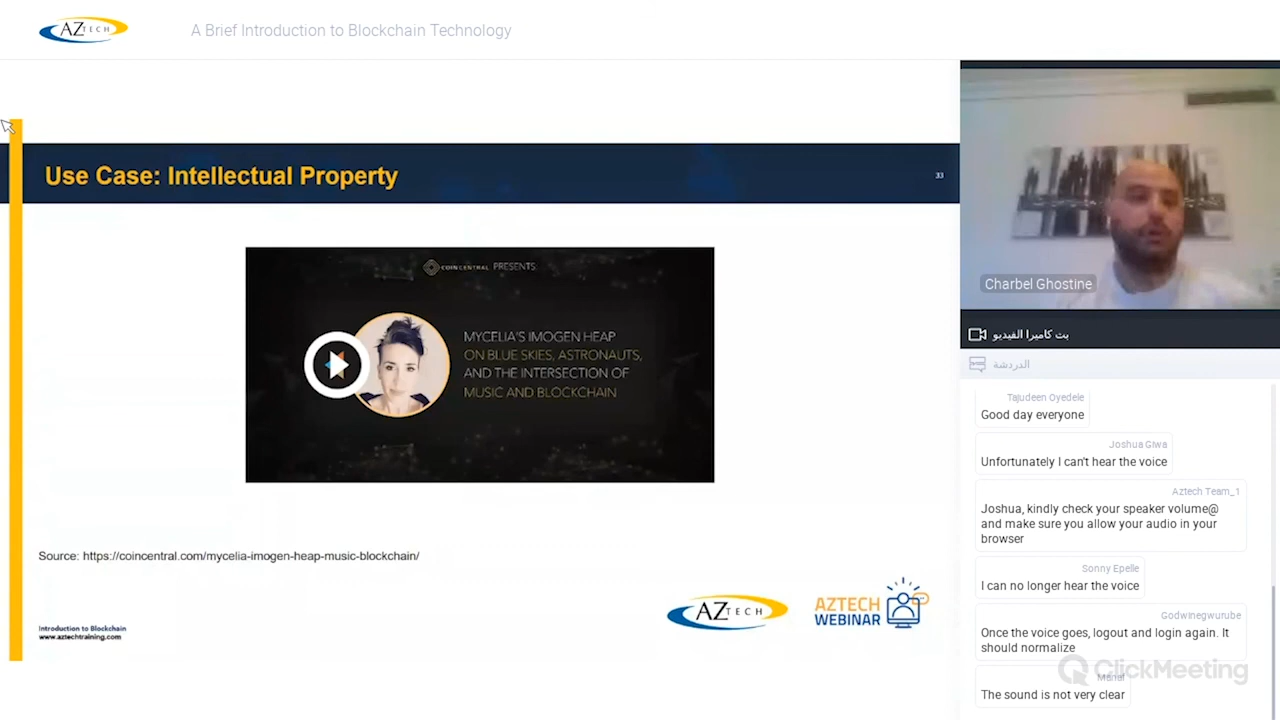 AZTECH
A Brief Introduction to Blockchain Technology
Use Case: Intellectual Property
33
COINCENTRAL PRESENTS:
MYCELIA'S IMOGEN HEAP
ON BLUE SKIES, ASTRONAUTS,
AND THE INTERSECTION OF
MUSIC AND BLOCKCHAIN
Source: https://coincentral.com/mycelia-imogen-heap-music-blockchain/
Introduction to Blockchain
www.aztechtraining.com
AZTECH
AZTECH
WEBINAR
Charbel Ghostine
بث كاميرا الفيديو
الدردشة
Tajudeen Oyedele
Good day everyone
Joshua Giwa
Unfortunately I can't hear the voice
Aztech Team_1
Joshua, kindly check your speaker volume@
and make sure you allow your audio in your
browser
Sonny Epelle
I can no longer hear the voice
Godwinegwurube
Once the voice goes, logout and login again. It
should normalize
ClickMeeting
The sound is not very clear